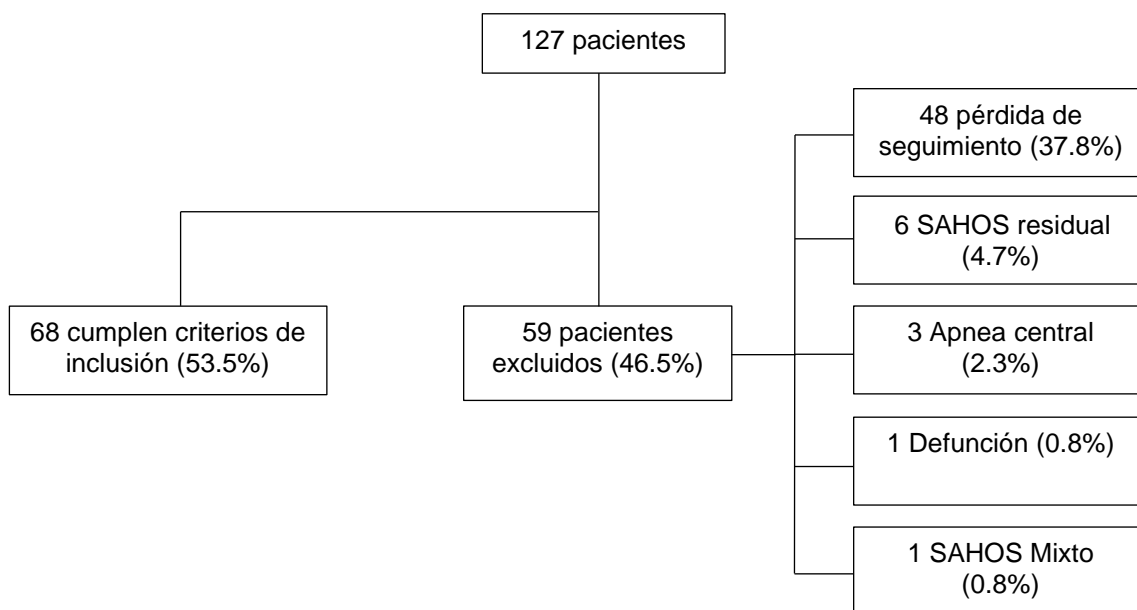 127 pacientes
48 pérdida de
seguimiento (37.8%)
6 SAHOS residual
(4.7%)
68 cumplen criterios de
inclusión (53.5%)
59 pacientes
excluidos (46.5%)
3 Apnea central
(2.3%)
1 Defunción (0.8%)
1 SAHOS Mixto
(0.8%)